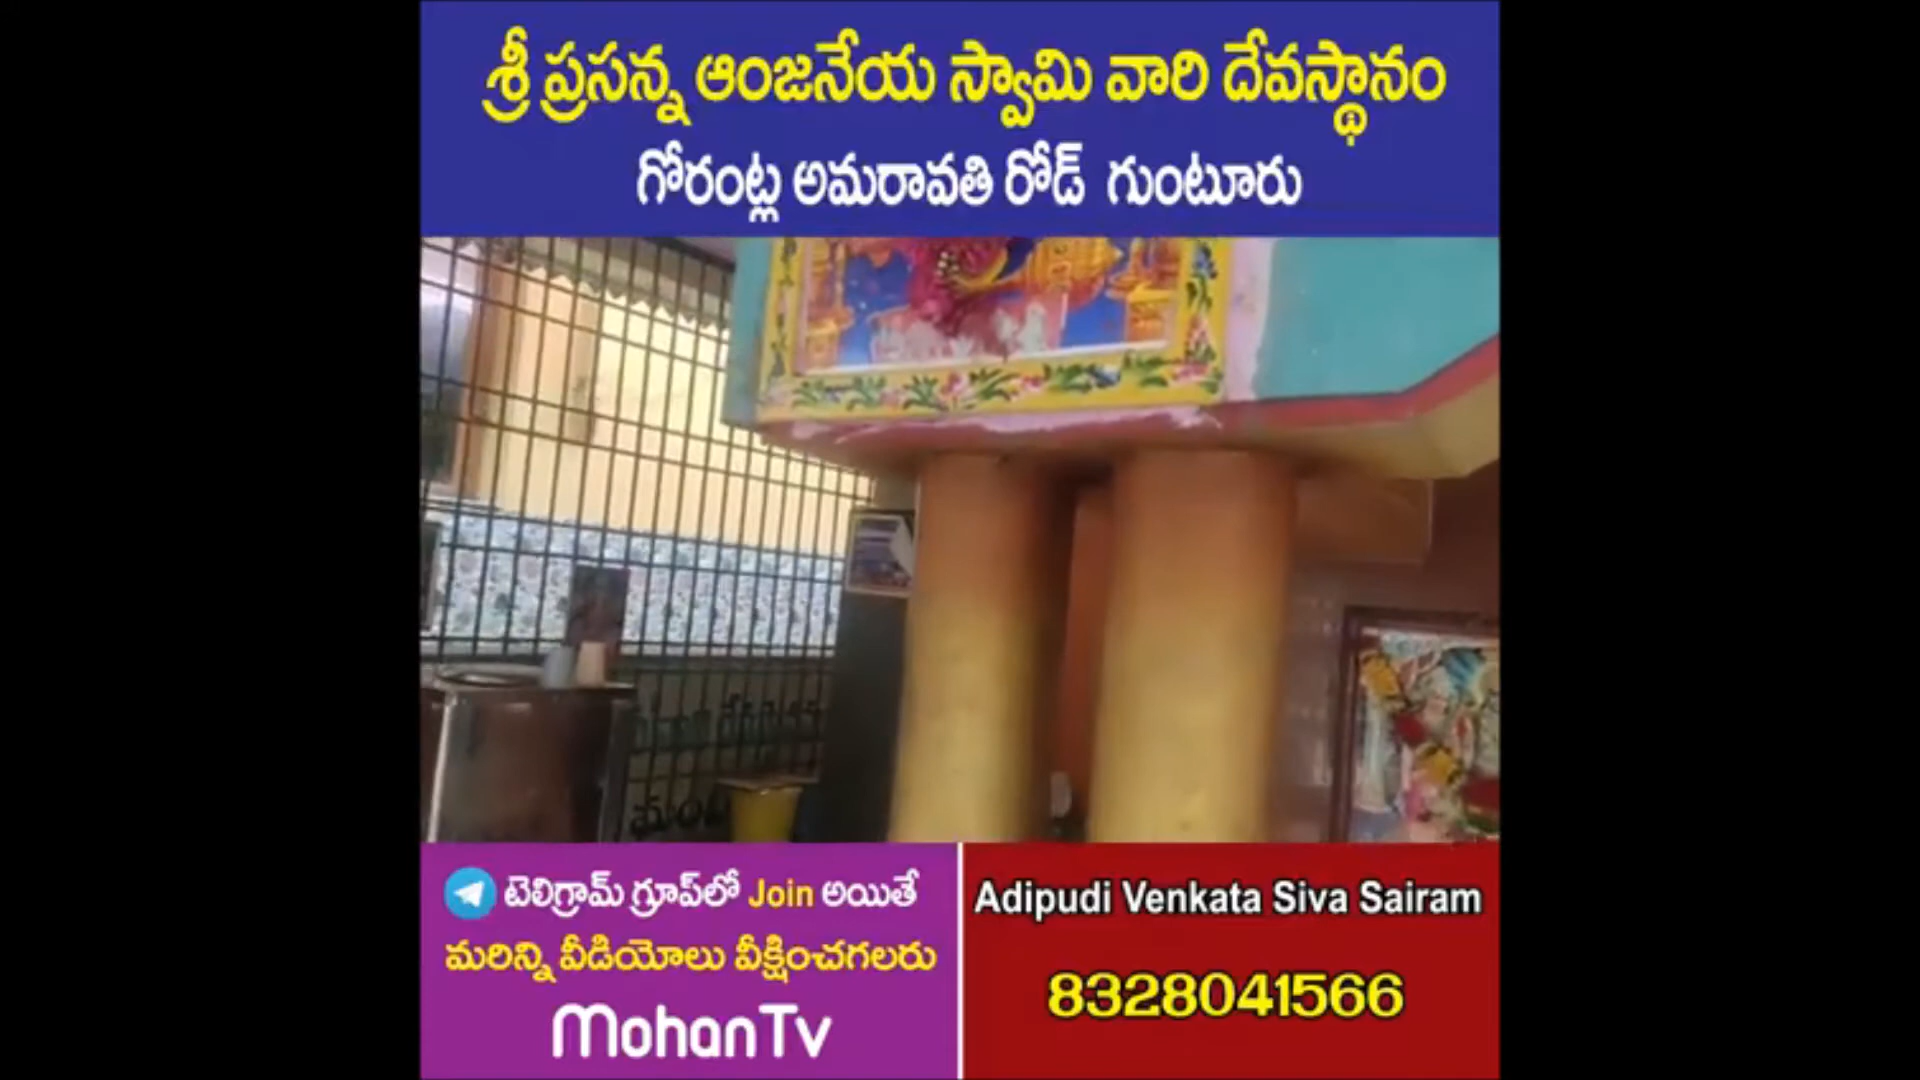 శ్రీ ప్రసన్న ఆంజనేయ స్వామి వారి దేవస్థానం
గోరంట్ల అమరావతి రోడ్ గుంటూరు
టెలిగ్రామ్ గ్రూప్‌లో Join అయితే
మరిన్ని వీడియోలు వీక్షించగలరు
MohanTv
Adipudi Venkata Siva Sairam
8328041566